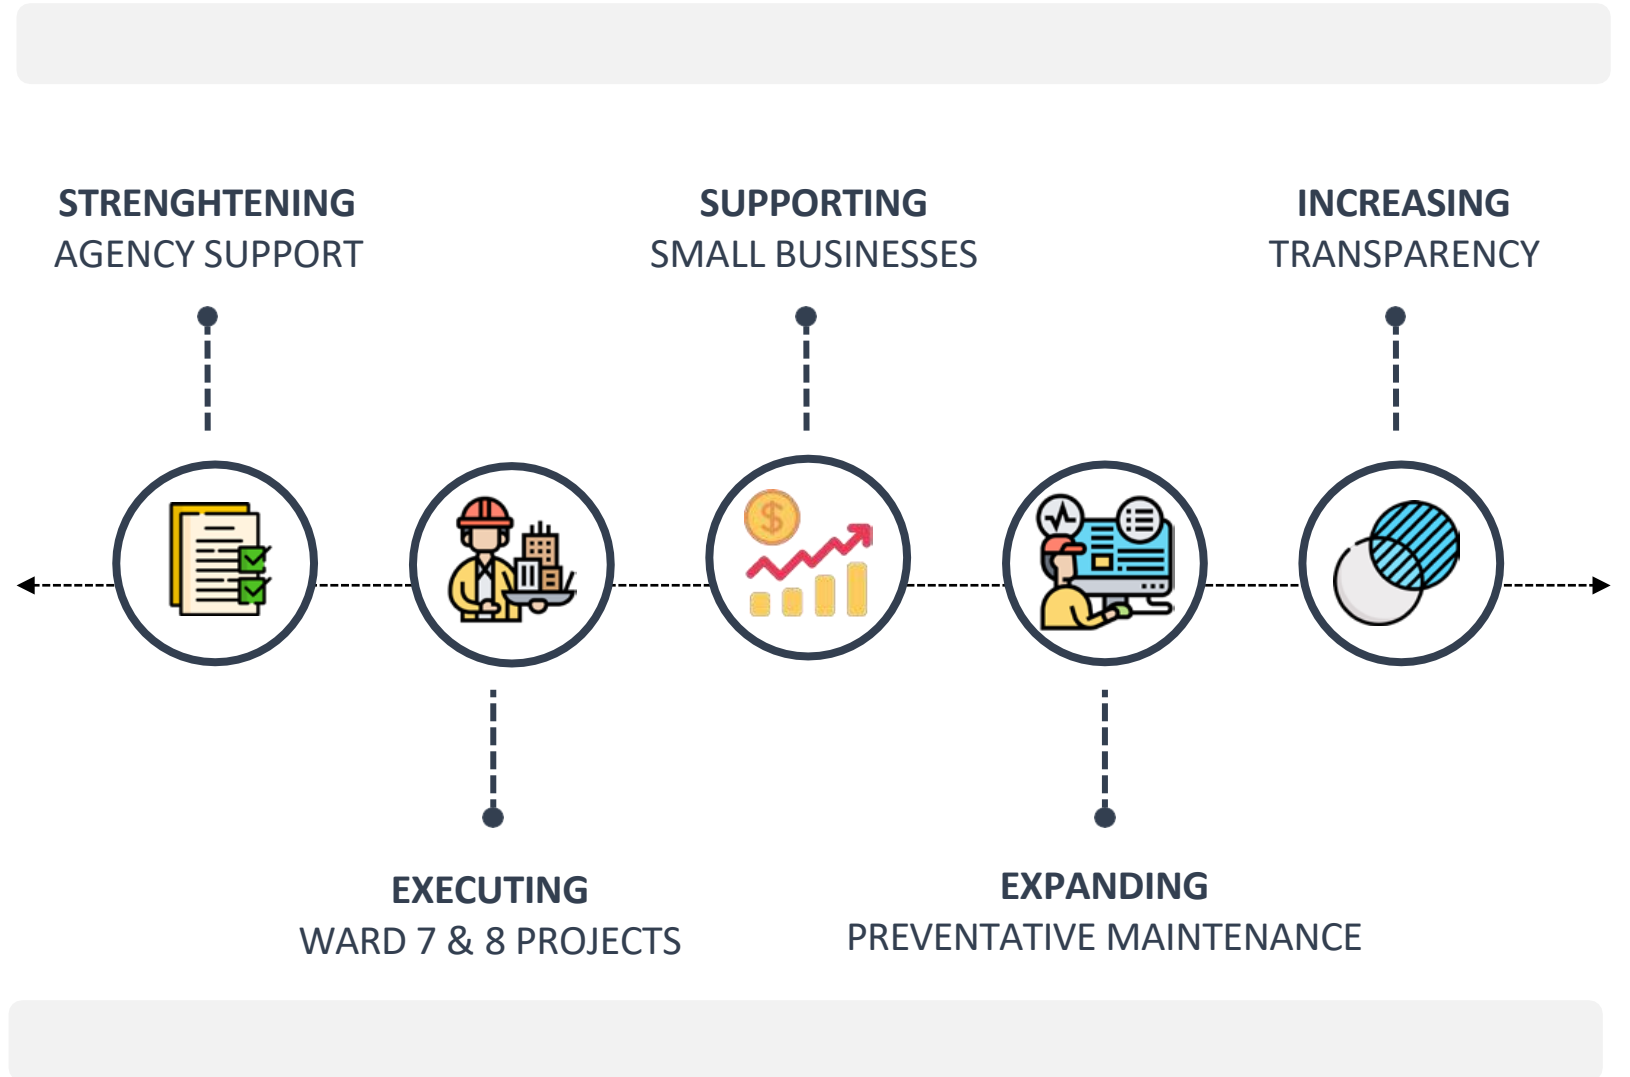 STRENGHTENING
AGENCY SUPPORT
SUPPORTING
SMALL BUSINESSES
INCREASING
TRANSPARENCY
$
EXECUTING
WARD 7 & 8 PROJECTS
EXPANDING
PREVENTATIVE MAINTENANCE